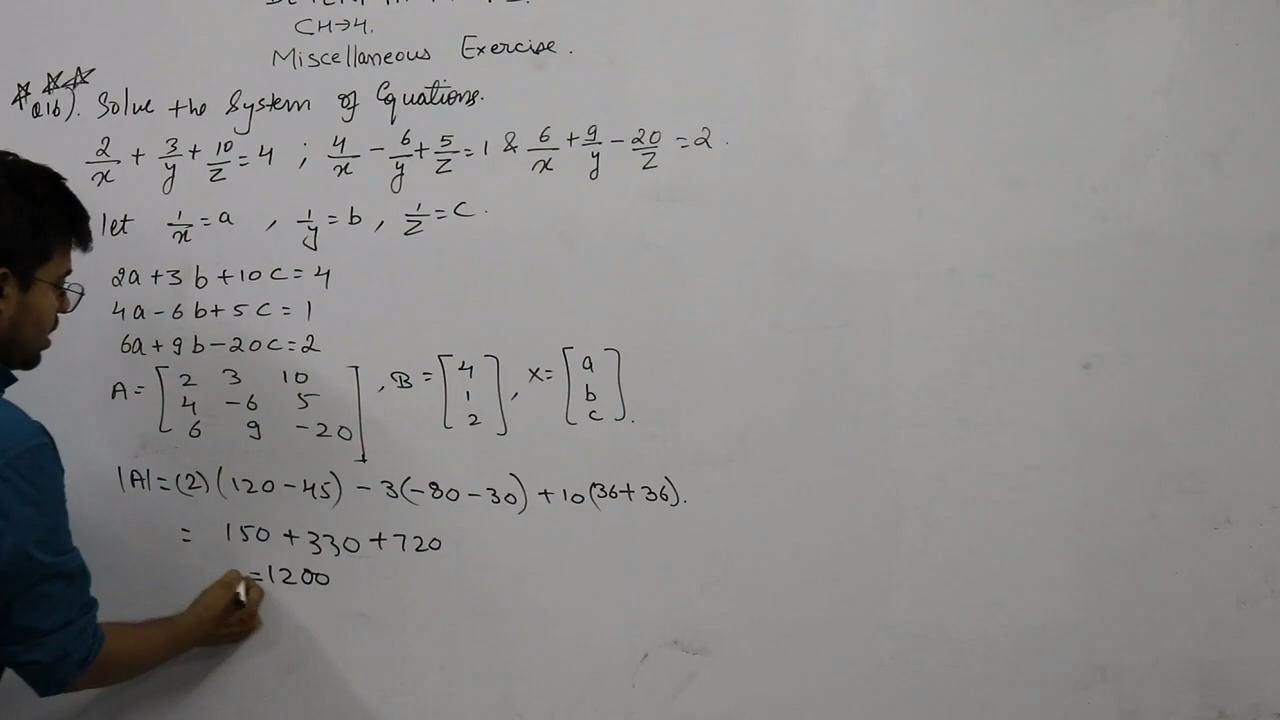 CH→4.
Miscellaneous Exercise.
Q16). Solve the System of Equations.
2/x + 3/y + 10/z = 4 ; 4/x - 6/y + 5/z = 1 & 6/x + 9/y - 20/z = 2.
let 1/x = a , 1/y = b , 1/z = c.
2a + 3b + 10c = 4
4a - 6b + 5c = 1
6a + 9b - 20c = 2
A = [2 3 10; 4 -6 5; 6 9 -20], B = [4; 1; 2], X = [a; b; c].
|A| = (2)(120 - 45) - 3(-80 - 30) + 10(36 + 36).
= 150 + 330 + 720
= 1200